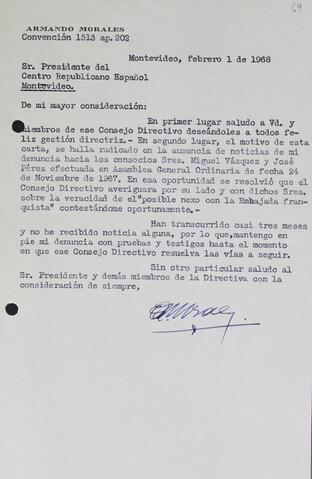 69
ARMANDO MORALES
Convención 1513 ap. 202
Montevideo, febrero 1 de 1968
Sr. Presidente del
Centro Republicano Español
Montevideo.
De mi mayor consideración:
En primer lugar saludo a Vd. y
miembros de ese Consejo Directivo deseándoles a todos fe-
liz gestión directriz.- En segundo lugar, el motivo de esta
carta, se halla radicado en la ausencia de noticias de mi
denuncia hacia los consocios Sres. Miguel Vázquez y José
Pérez efectuada en Asamblea General Ordinaria de fecha 24
de Noviembre de 1967. En esa oportunidad se resolvió que el
Consejo Directivo averiguara por su lado y con dichos Sres.
sobre la veracidad del "posible nexo con la Embajada fran-
quista" contestándome oportunamente.-
Han transcurrido casi tres meses
y no he recibido noticia alguna, por lo que,mantengo en
pie mi denuncia con pruebas y testigos hasta el momento
en que ese Consejo Directivo resuelva las vías a seguir.
Sin otro particular saludo al
Sr. Presidente y demás miembros de la Directiva con la
consideración de siempre,